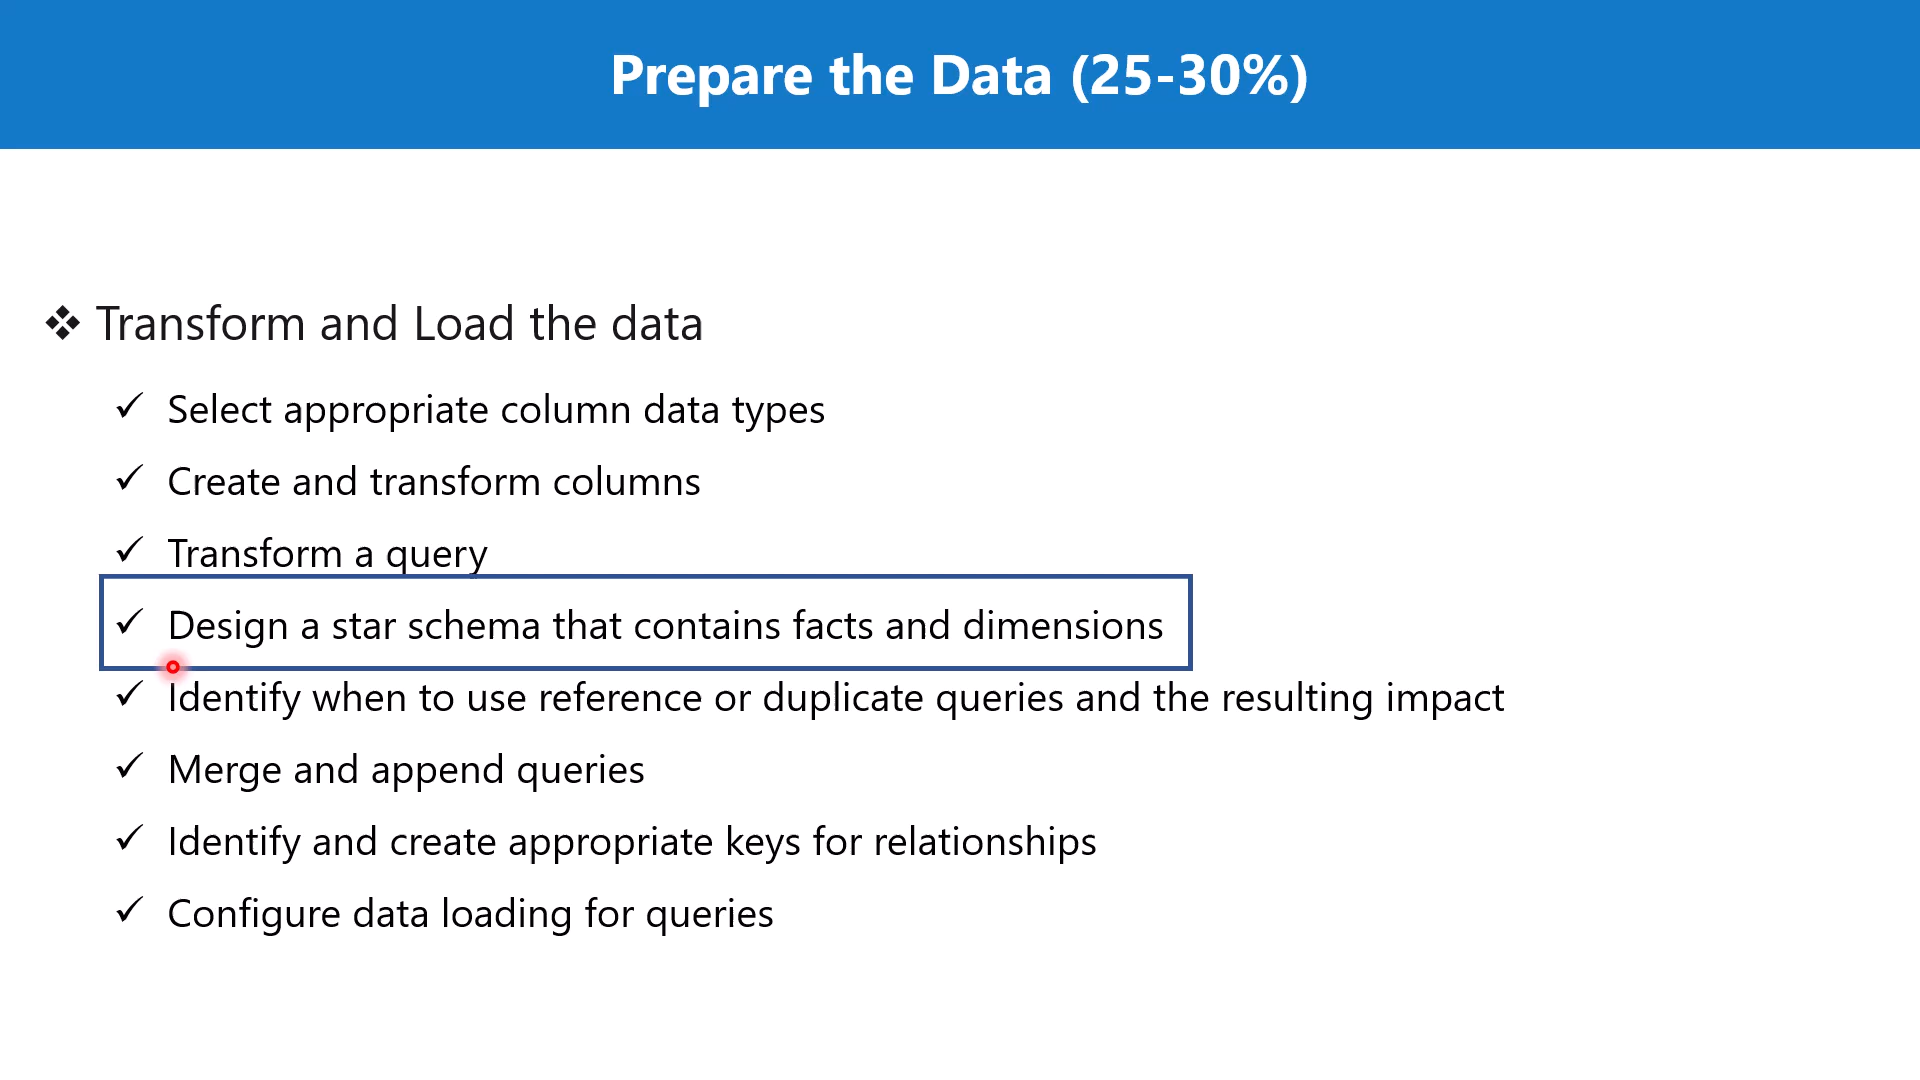 Prepare the Data (25-30%)
❖ Transform and Load the data
✓ Select appropriate column data types
✓ Create and transform columns
✓ Transform a query
✓ Design a star schema that contains facts and dimensions
✓ Identify when to use reference or duplicate queries and the resulting impact
✓ Merge and append queries
✓ Identify and create appropriate keys for relationships
✓ Configure data loading for queries